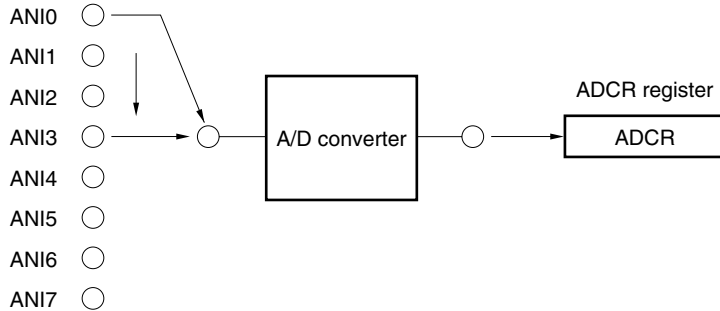 ANI0
ANI1
ANI2
ANI3
ANI4
ANI5
ANI6
ANI7
A/D converter
ADCR register
ADCR